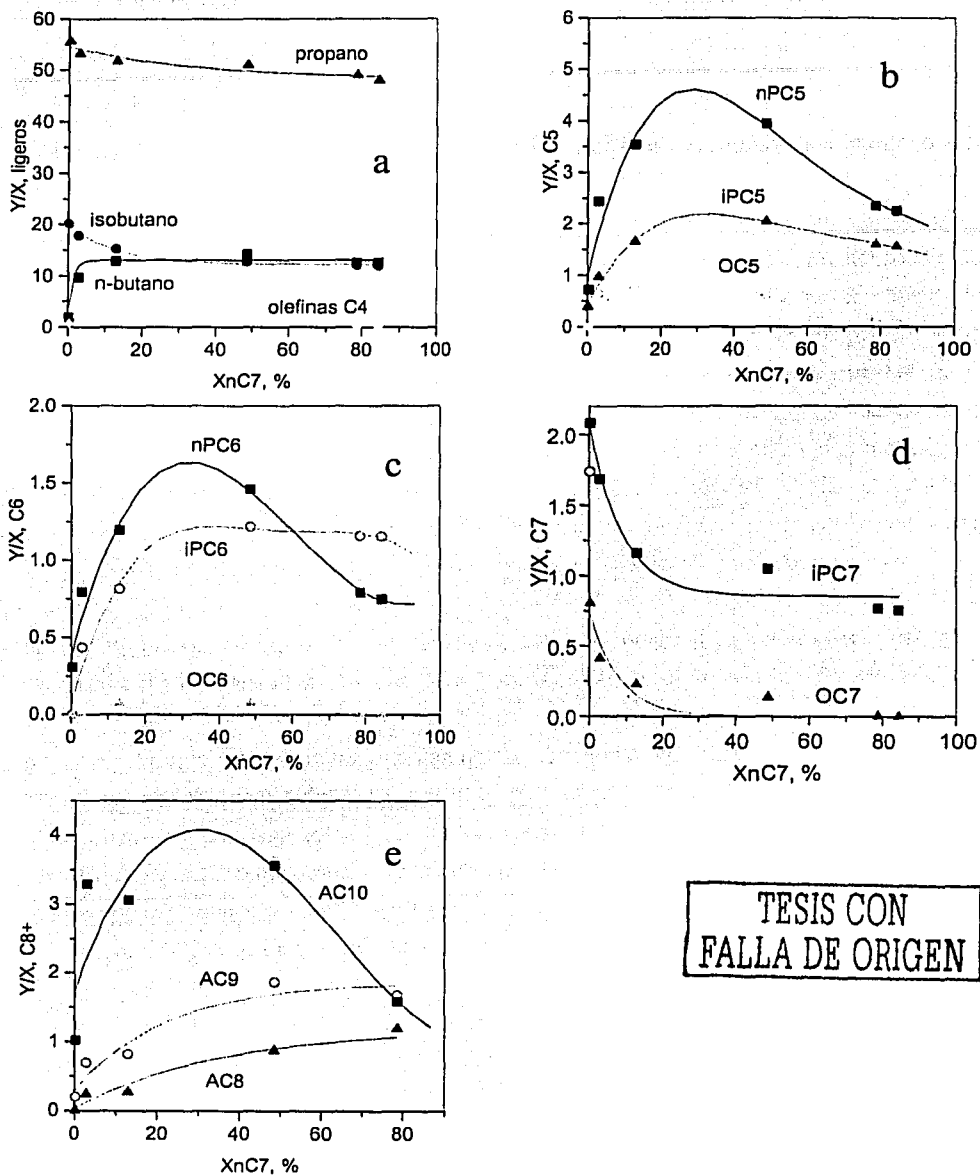 60
50
40
30
20
10
0
Y/X, ligeros
propano
a
isobutano
n-butano
olefinas C4
0 20 40 60 80 100
XnC7, %
6
5
4
3
2
1
0
Y/X, C5
b
nPC5
iPC5
OC5
0 20 40 60 80 100
XnC7, %
2.0
1.5
1.0
0.5
0.0
Y/X, C6
nPC6
c
iPC6
OC6
0 20 40 60 80 100
XnC7, %
2.0
1.5
1.0
0.5
0.0
Y/X, C7
d
iPC7
OC7
0 20 40 60 80 100
XnC7, %
4
3
2
1
0
Y/X, C8+
e
AC10
AC9
AC8
0 20 40 60 80
XnC7, %
TESIS CON
FALLA DE ORIGEN